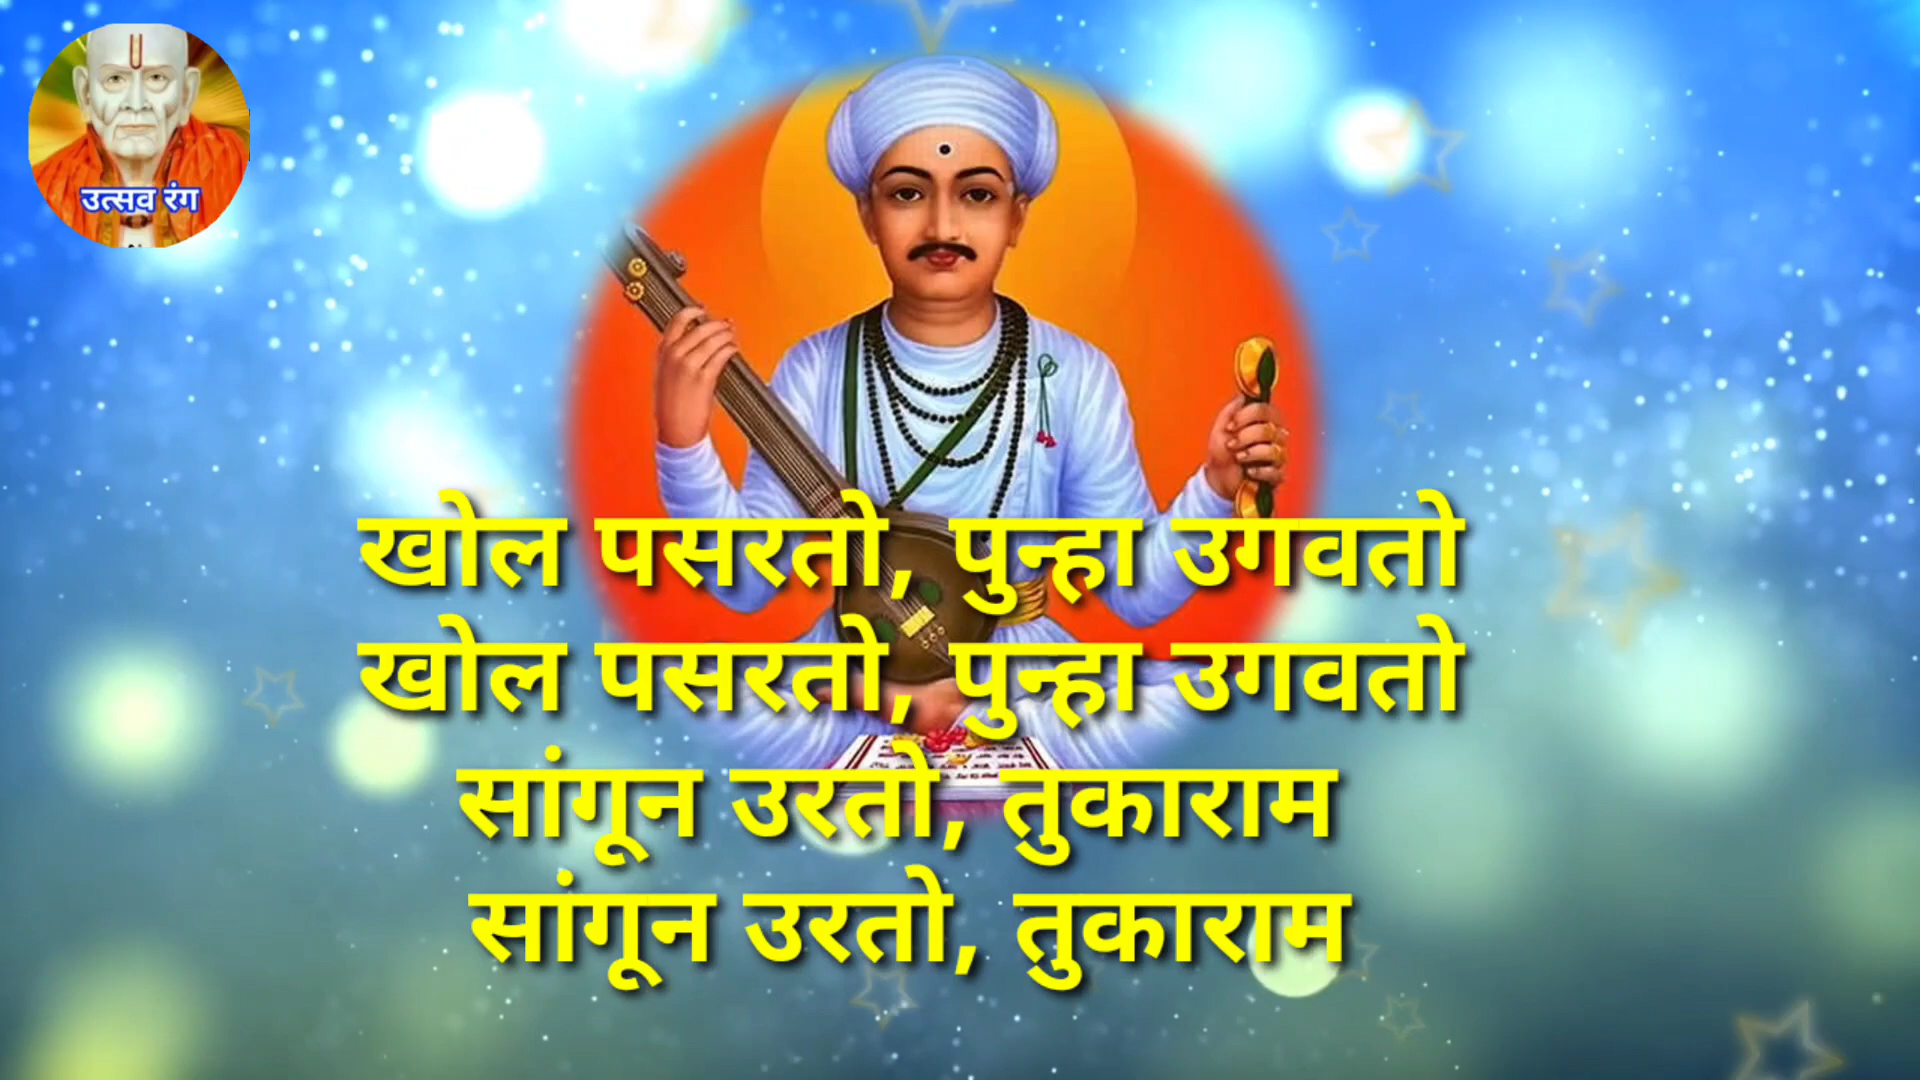 उत्सव रंग
खोल पसरतो, पुन्हा उगवतो
खोल पसरतो, पुन्हा उगवतो
सांगून उरतो, तुकाराम
सांगून उरतो, तुकाराम